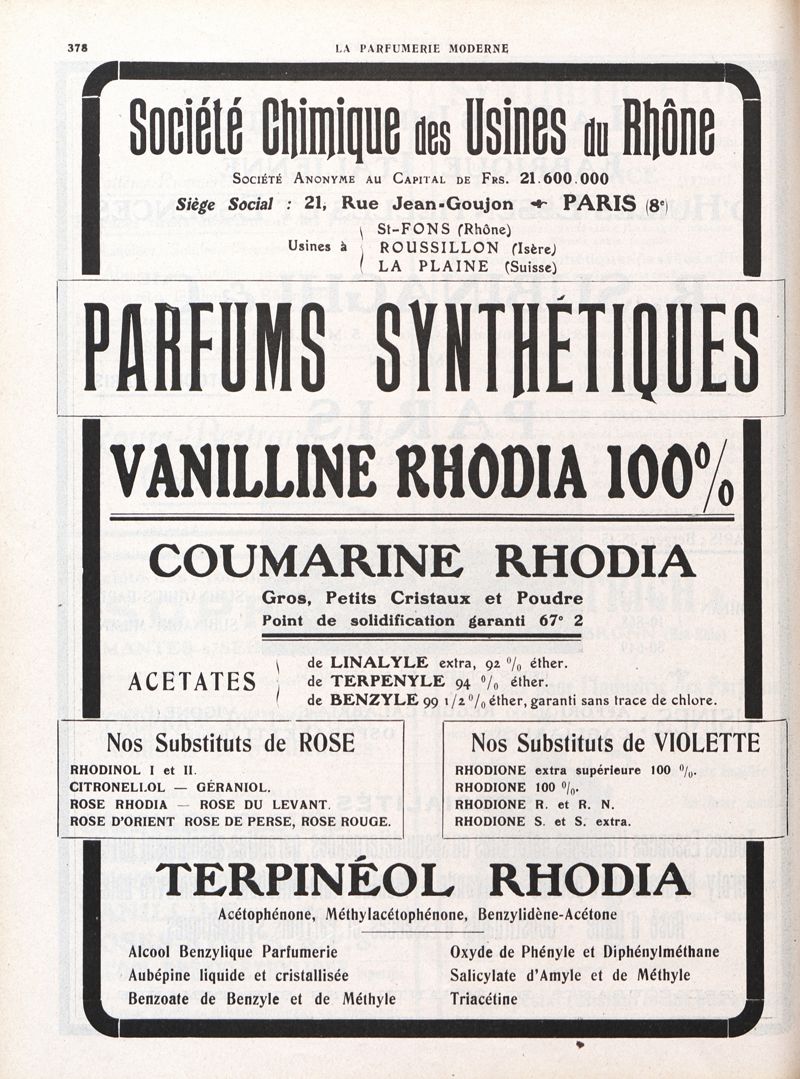 378
LA PARFUMERIE MODERNE
Société Chimique des Usines du Rhône
Société Anonyme au Capital de Frs. 21.600.000
Siège Social : 21, Rue Jean-Goujon PARIS (8e)
Usines à
St-FONS (Rhône)
ROUSSILLON (Isère)
LA PLAINE (Suisse)
PARFUMS SYNTHÉTIQUES
VANILLINE RHODIA 100%
COUMARINE RHODIA
Gros, Petits Cristaux et Poudre
Point de solidification garanti 67° 2
ACETATES
de LINALYLE extra, 92 % éther.
de TERPENYLE 94 % éther.
de BENZYLE 99 1/2 % éther, garanti sans trace de chlore.
Nos Substituts de ROSE
RHODINOL I et II.
CITRONELLOL — GÉRANIOL.
ROSE RHODIA — ROSE DU LEVANT.
ROSE D'ORIENT ROSE DE PERSE, ROSE ROUGE.
Nos Substituts de VIOLETTE
RHODIONE extra supérieure 100 %.
RHODIONE 100 %.
RHODIONE R. et R. N.
RHODIONE S. et S. extra.
TERPINÉOL RHODIA
Acétophénone, Méthylacétophénone, Benzylidène-Acétone
Alcool Benzylique Parfumerie
Aubépine liquide et cristallisée
Benzoate de Benzyle et de Méthyle
Oxyde de Phényle et Diphénylméthane
Salicylate d'Amyle et de Méthyle
Triacétine